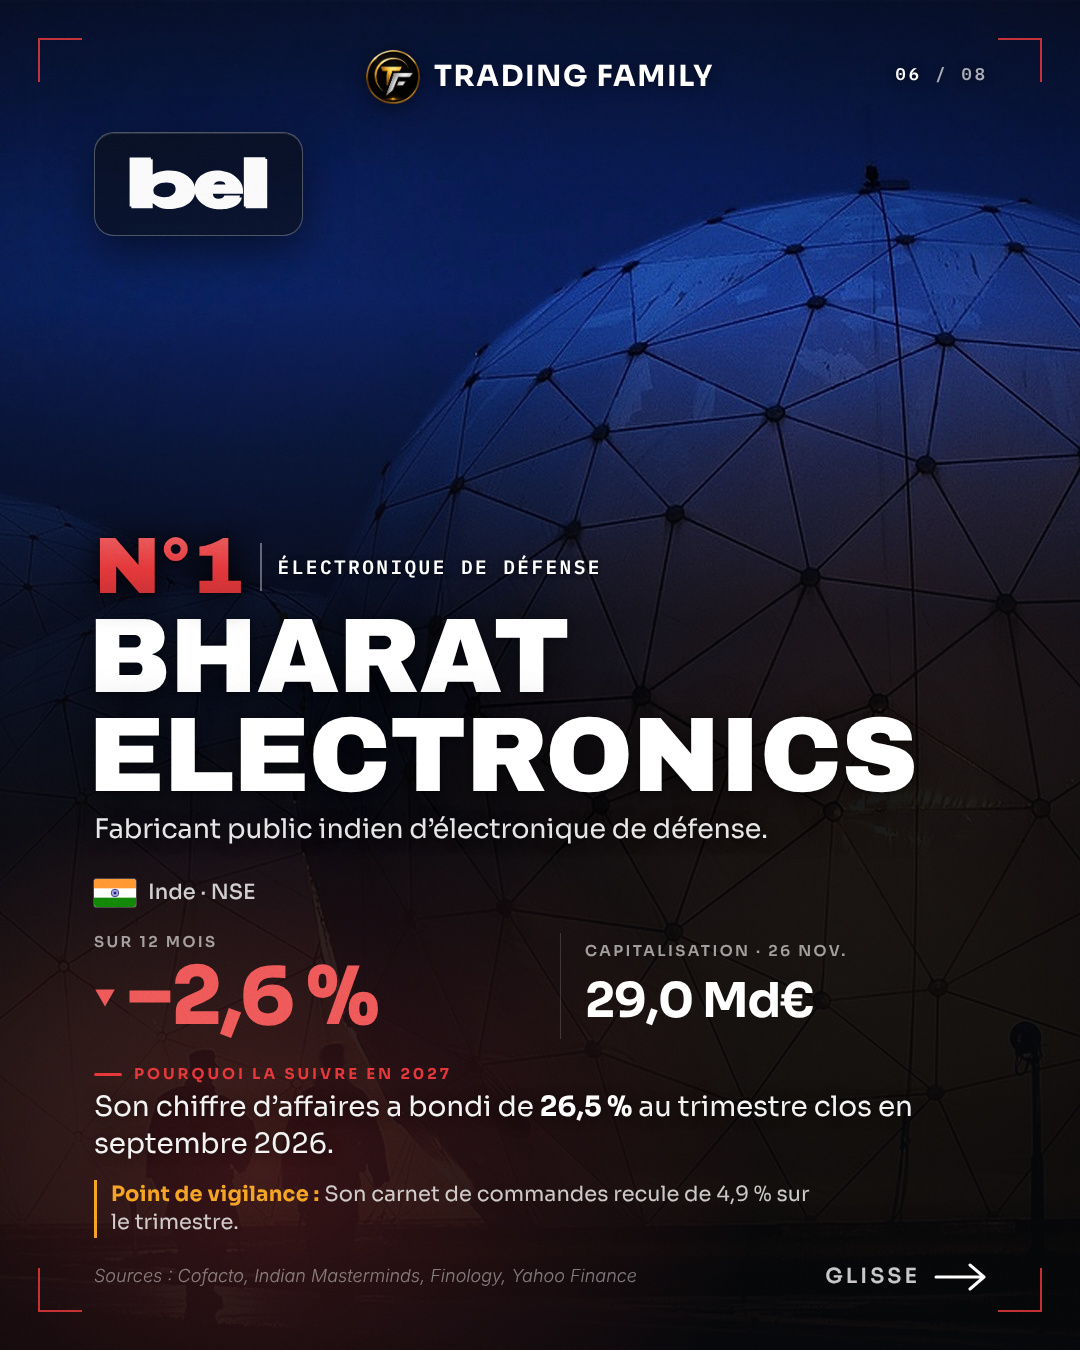 TRADING FAMILY
06 / 08
bel
N°1
ÉLECTRONIQUE DE DÉFENSE
BHARAT
ELECTRONICS
Fabricant public indien d’électronique de défense.
Inde · NSE
SUR 12 MOIS
▼ −2,6 %
CAPITALISATION · 26 NOV.
29,0 Md€
POURQUOI LA SUIVRE EN 2027
Son chiffre d’affaires a bondi de 26,5 % au trimestre clos en
septembre 2026.
Point de vigilance : Son carnet de commandes recule de 4,9 % sur
le trimestre.
Sources : Cofacto, Indian Masterminds, Finology, Yahoo Finance
GLISSE